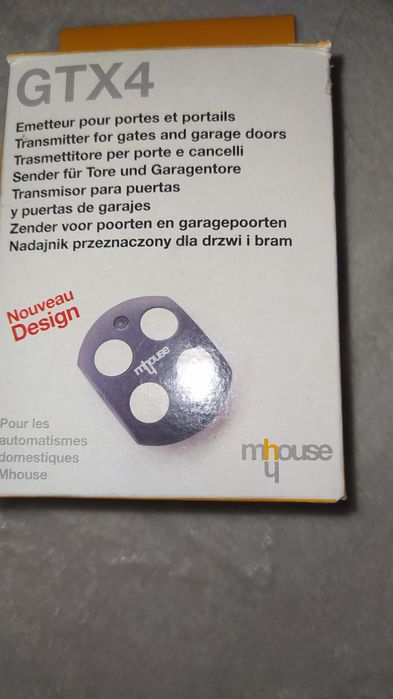 GTX4
Emetteur pour portes et portails
Transmitter for gates and garage doors
Trasmettitore per porte e cancelli
Sender für Tore und Garagentore
Transmisor para puertas
y puertas de garajes
Zender voor poorten en garagepoorten
Nadajnik przeznaczony dla drzwi i bram
Nouveau
Design
myhouse
Pour les
automatismes
domestiques
Mhouse
myhouse